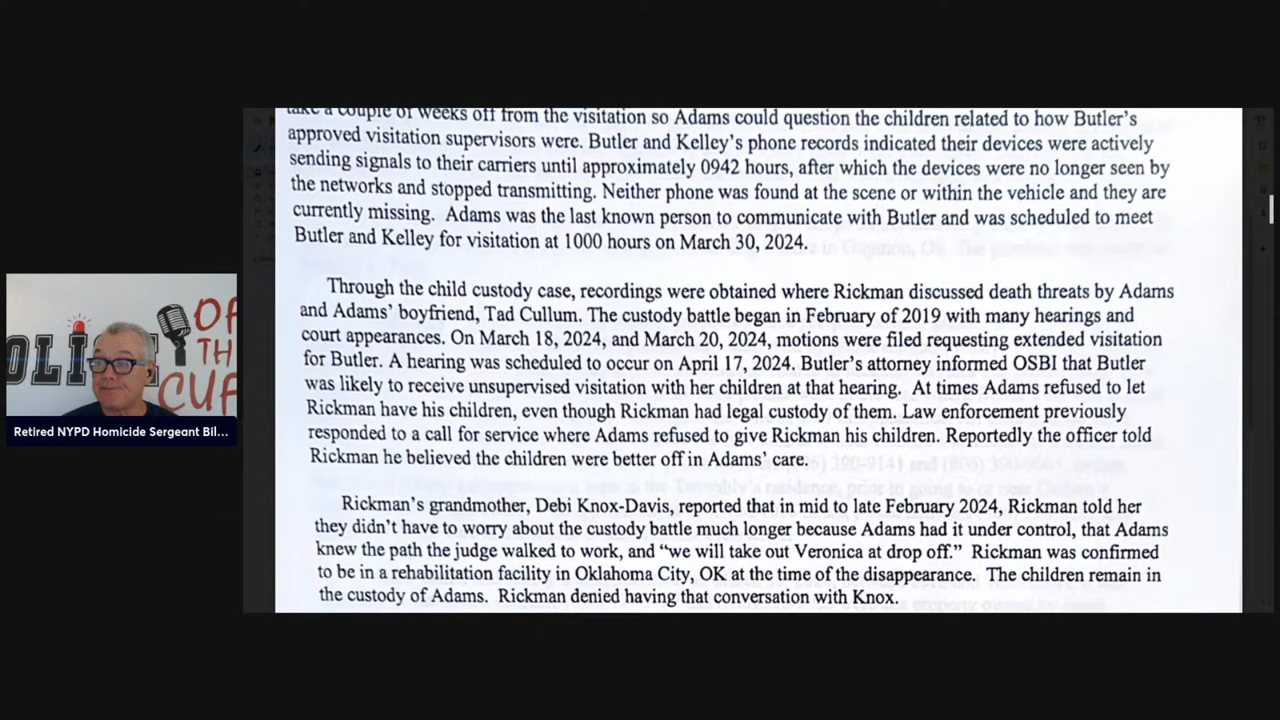 take a couple of weeks off from the visitation so Adams could question the children related to how Butler's
approved visitation supervisors were. Butler and Kelley's phone records indicated their devices were actively
sending signals to their carriers until approximately 0942 hours, after which the devices were no longer seen by
the networks and stopped transmitting. Neither phone was found at the scene or within the vehicle and they are
currently missing. Adams was the last known person to communicate with Butler and was scheduled to meet
Butler and Kelley for visitation at 1000 hours on March 30, 2024.
Through the child custody case, recordings were obtained where Rickman discussed death threats by Adams
and Adams' boyfriend, Tad Cullum. The custody battle began in February of 2019 with many hearings and
court appearances. On March 18, 2024, and March 20, 2024, motions were filed requesting extended visitation
for Butler. A hearing was scheduled to occur on April 17, 2024. Butler's attorney informed OSBI that Butler
was likely to receive unsupervised visitation with her children at that hearing. At times Adams refused to let
Rickman have his children, even though Rickman had legal custody of them. Law enforcement previously
responded to a call for service where Adams refused to give Rickman his children. Reportedly the officer told
Rickman he believed the children were better off in Adams' care.
Rickman's grandmother, Debi Knox-Davis, reported that in mid to late February 2024, Rickman told her
they didn't have to worry about the custody battle much longer because Adams had it under control, that Adams
knew the path the judge walked to work, and "we will take out Veronica at drop off." Rickman was confirmed
to be in a rehabilitation facility in Oklahoma City, OK at the time of the disappearance. The children remain in
the custody of Adams. Rickman denied having that conversation with Knox.
OLI
TH
CUF
Retired NYPD Homicide Sergeant Bil...